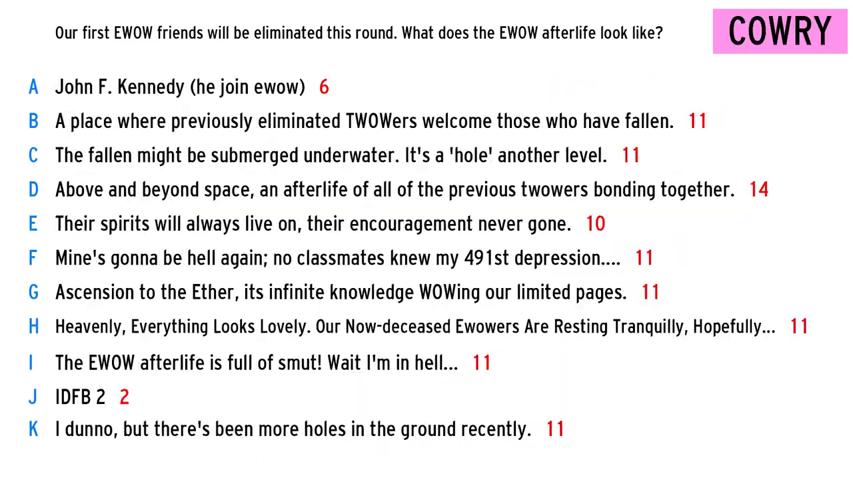 Our first EWOW friends will be eliminated this round. What does the EWOW afterlife look like?
COWRY
A John F. Kennedy (he join ewow) 6
B A place where previously eliminated TWOWers welcome those who have fallen. 11
C The fallen might be submerged underwater. It's a 'hole' another level. 11
D Above and beyond space, an afterlife of all of the previous twowers bonding together. 14
E Their spirits will always live on, their encouragement never gone. 10
F Mine's gonna be hell again; no classmates knew my 491st depression.... 11
G Ascension to the Ether, its infinite knowledge WOWing our limited pages. 11
H Heavenly, Everything Looks Lovely. Our Now-deceased Ewowers Are Resting Tranquilly, Hopefully... 11
I The EWOW afterlife is full of smut! Wait I'm in hell... 11
J IDFB 2 2
K I dunno, but there's been more holes in the ground recently. 11